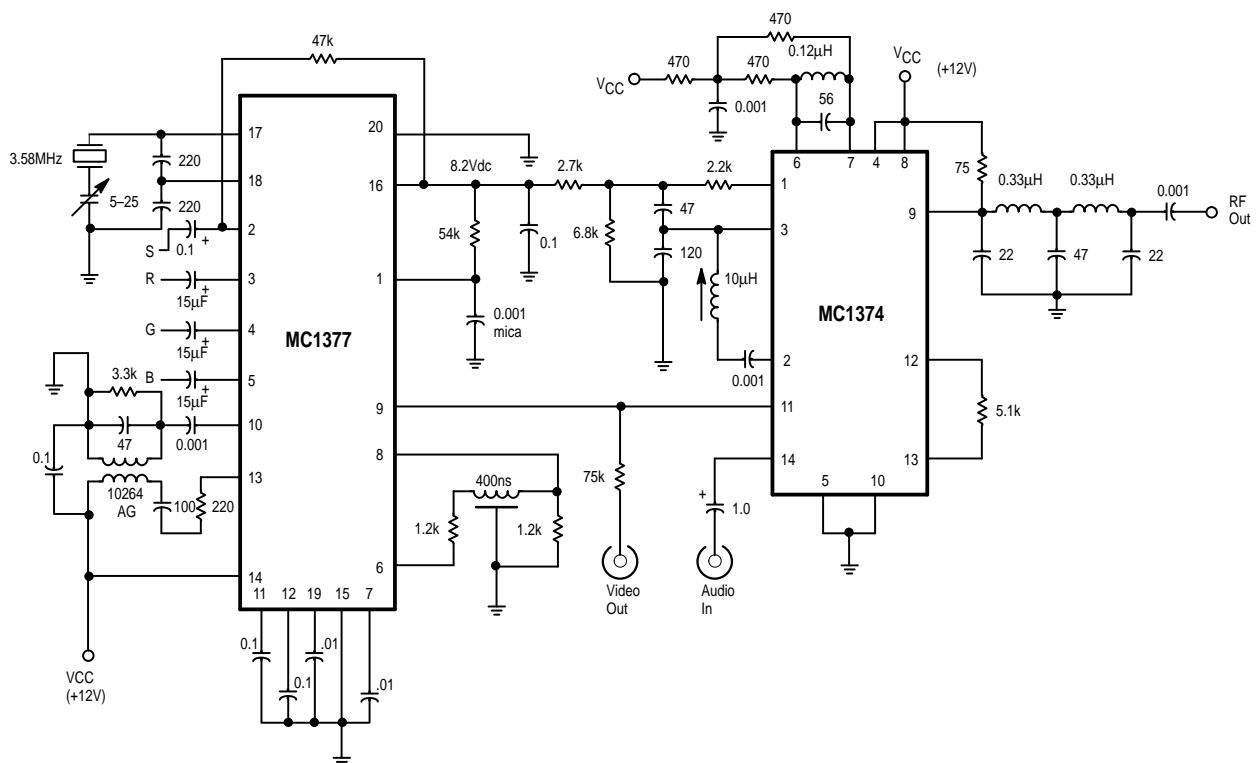 47k
470
0.12µH
470
470
VCC
0.001
56
VCC
(+12V)
17
20
6
7
4
8
3.58MHz
220
8.2Vdc
2.7k
2.2k
75
0.33µH
0.33µH
0.001
18
16
1
5–25
220
47
9
RF
Out
S
0.1
+
2
54k
0.1
6.8k
3
120
22
47
22
R
+
3
1
10µH
15µF
0.001
mica
MC1377
MC1374
G
+
4
15µF
2
12
3.3k
B
+
5
0.001
15µF
9
11
5.1k
47
0.001
10
0.1
8
14
13
13
75k
400ns
5
10
10264
AG
100
220
+
1.0
1.2k
1.2k
6
14
Video
Out
Audio
In
11
12
19
15
7
0.1
.01
0.1
.01
VCC
(+12V)